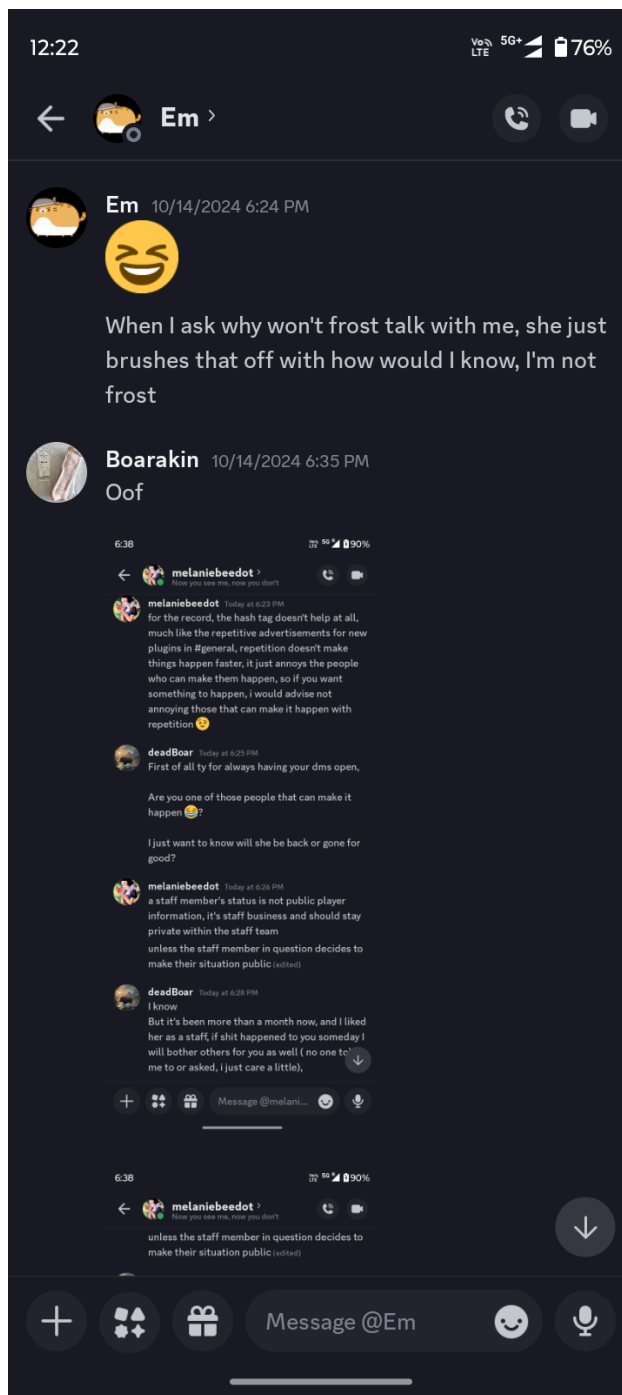 12:22
Vo LTE 5G+ 76%
Em
Em 10/14/2024 6:24 PM
When I ask why won't frost talk with me, she just
brushes that off with how would I know, I'm not
frost
Boarakin 10/14/2024 6:35 PM
Oof
6:38
5G 90%
melaniebeedot
Now you see me, now you don't
melaniebeedot Today at 6:23 PM
for the record, the hash tag doesn't help at all,
much like the repetitive advertisements for new
plugins in #general, repetition doesn't make
things happen faster, it just annoys the people
who can make them happen, so if you want
something to happen, i would advise not
annoying those that can make it happen with
repetition
deadBoar Today at 6:25 PM
First of all ty for always having your dms open,
Are you one of those people that can make it
happen ?
I just want to know will she be back or gone for
good?
melaniebeedot Today at 6:26 PM
a staff member's status is not public player
information, it's staff business and should stay
private within the staff team
unless the staff member in question decides to
make their situation public (edited)
deadBoar Today at 6:28 PM
I know
But it's been more than a month now, and I liked
her as a staff, if shit happened to you someday I
will bother others for you as well ( no one
me to or asked, i just care a little),
Message @melani...
6:38
5G 90%
melaniebeedot
Now you see me, now you don't
unless the staff member in question decides to
make their situation public (edited)
Message @Em